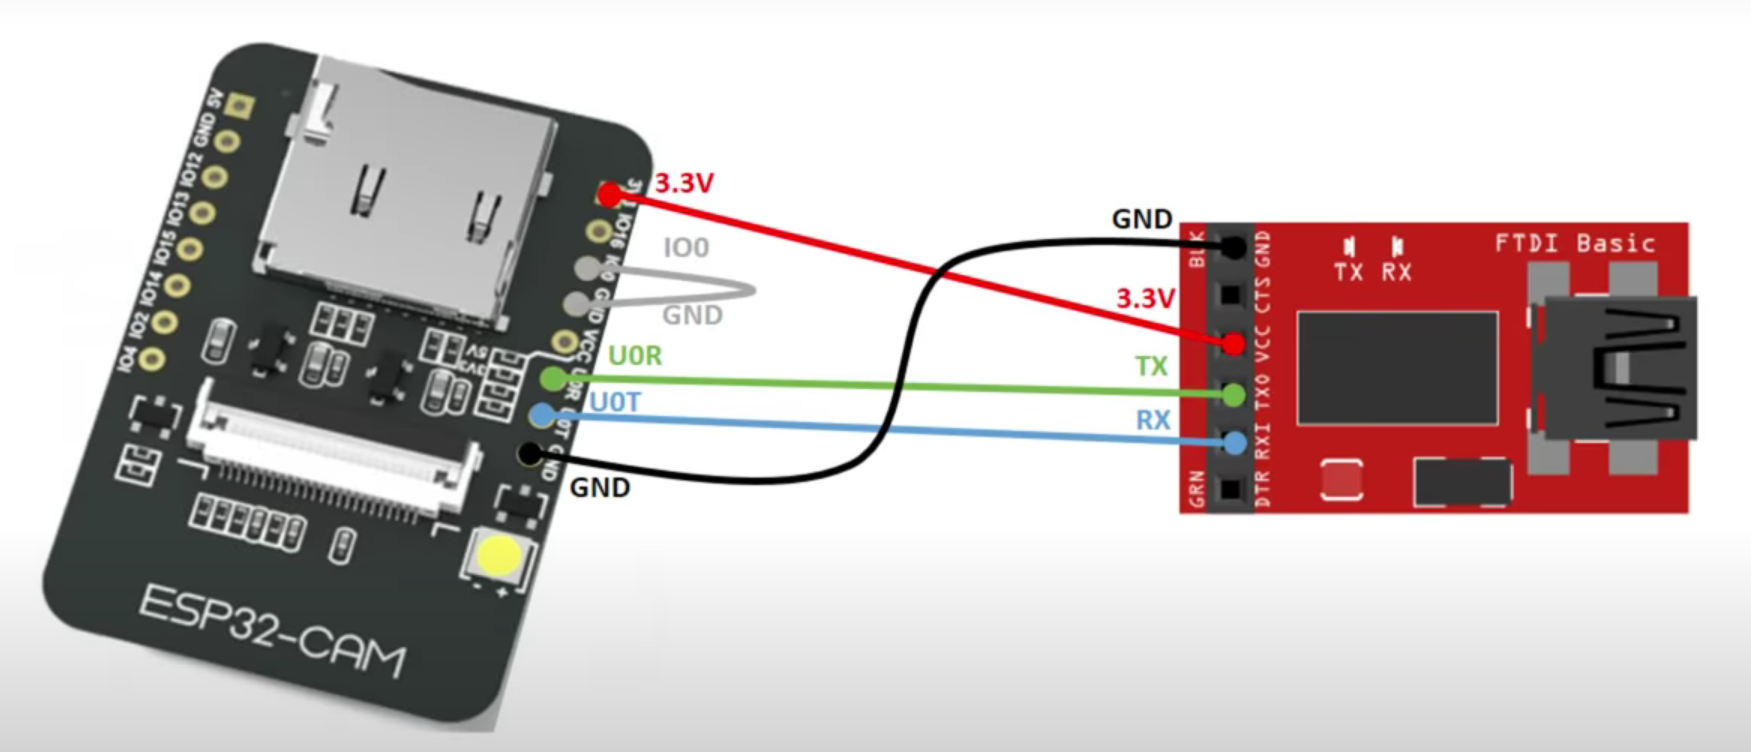 5V
GND
IO12
IO13
IO15
IO14
IO2
IO4
3V3
IO16
IO0
GND
VCC
U0R
U0T
GND
5V
3V3
- +
ESP32-CAM
3.3V
IO0
GND
U0R
U0T
GND
GND
3.3V
TX
RX
BLK
GRN
GND
CTS
VCC
TXO
RXI
DTR
TX RX
FTDI Basic